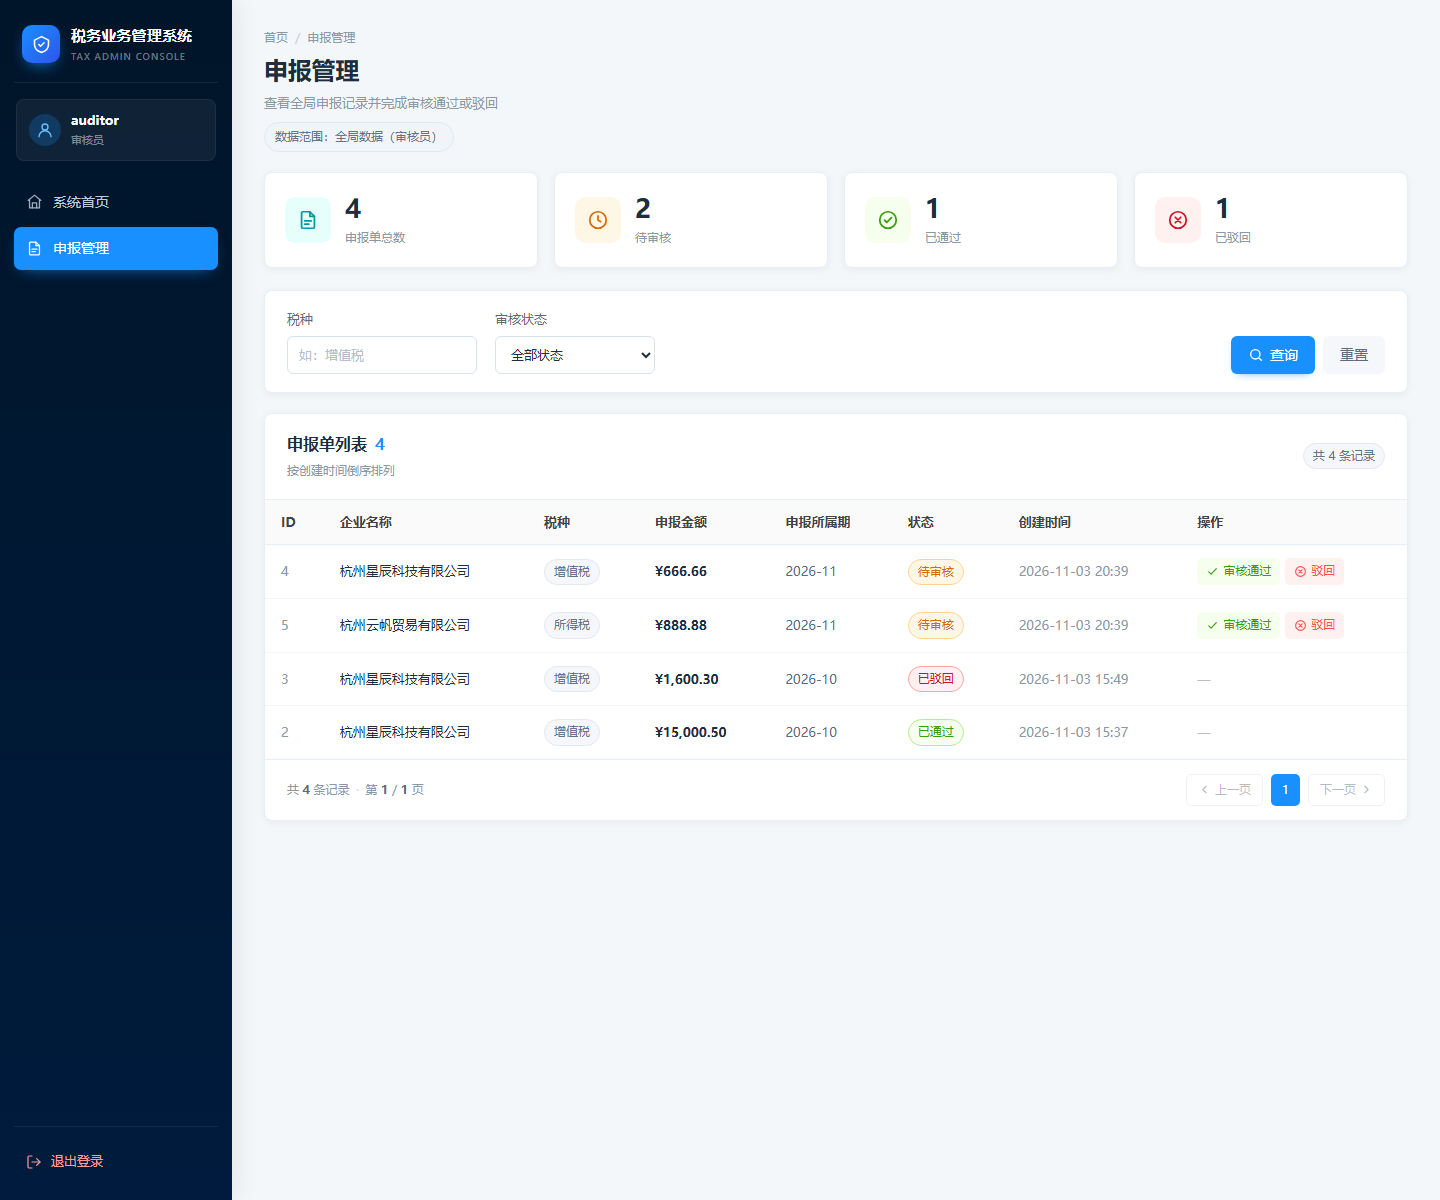 税务业务管理系统
TAX ADMIN CONSOLE
auditor
审核员
系统首页
申报管理
退出登录
首页 / 申报管理
申报管理
查看全局申报记录并完成审核通过或驳回
数据范围：全局数据（审核员）
4
申报单总数
2
待审核
1
已通过
1
已驳回
税种
审核状态
如：增值税
全部状态
查询
重置
申报单列表 4
按创建时间倒序排列
共 4 条记录
ID 企业名称 税种 申报金额 申报所属期 状态 创建时间 操作
4 杭州星辰科技有限公司 增值税 ¥666.66 2026-11 待审核 2026-11-03 20:39 审核通过 驳回
5 杭州云帆贸易有限公司 所得税 ¥888.88 2026-11 待审核 2026-11-03 20:39 审核通过 驳回
3 杭州星辰科技有限公司 增值税 ¥1,600.30 2026-10 已驳回 2026-11-03 15:49 —
2 杭州星辰科技有限公司 增值税 ¥15,000.50 2026-10 已通过 2026-11-03 15:37 —
共 4 条记录 · 第 1 / 1 页
上一页 1 下一页